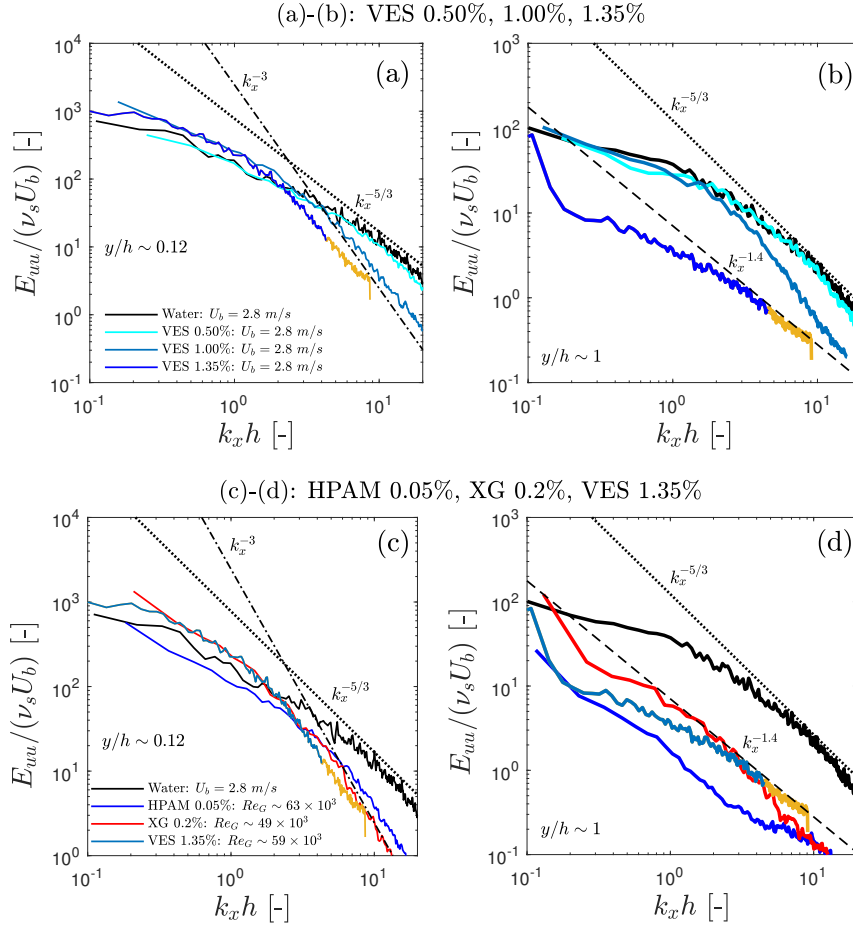 (a)-(b): VES 0.50%, 1.00%, 1.35%
10^4
10^3
10^2
10^1
10^0
10^-1
E_uu/(ν_s U_b) [-]
(a)
k_x^-3
k_x^-5/3
y/h ∼ 0.12
Water: U_b = 2.8 m/s
VES 0.50%: U_b = 2.8 m/s
VES 1.00%: U_b = 2.8 m/s
VES 1.35%: U_b = 2.8 m/s
10^-1 10^0 10^1
k_x h [-]
10^3
10^2
10^1
10^0
10^-1
E_uu/(ν_s U_b) [-]
(b)
k_x^-5/3
k_x^-1.4
y/h ∼ 1
10^-1 10^0 10^1
k_x h [-]
(c)-(d): HPAM 0.05%, XG 0.2%, VES 1.35%
10^4
10^3
10^2
10^1
10^0
E_uu/(ν_s U_b) [-]
(c)
k_x^-3
k_x^-5/3
y/h ∼ 0.12
Water: U_b = 2.8 m/s
HPAM 0.05%: Re_G ∼ 63 × 10^3
XG 0.2%: Re_G ∼ 49 × 10^3
VES 1.35%: Re_G ∼ 59 × 10^3
10^-1 10^0 10^1
k_x h [-]
10^3
10^2
10^1
10^0
10^-1
E_uu/(ν_s U_b) [-]
(d)
k_x^-5/3
k_x^-1.4
y/h ∼ 1
10^-1 10^0 10^1
k_x h [-]